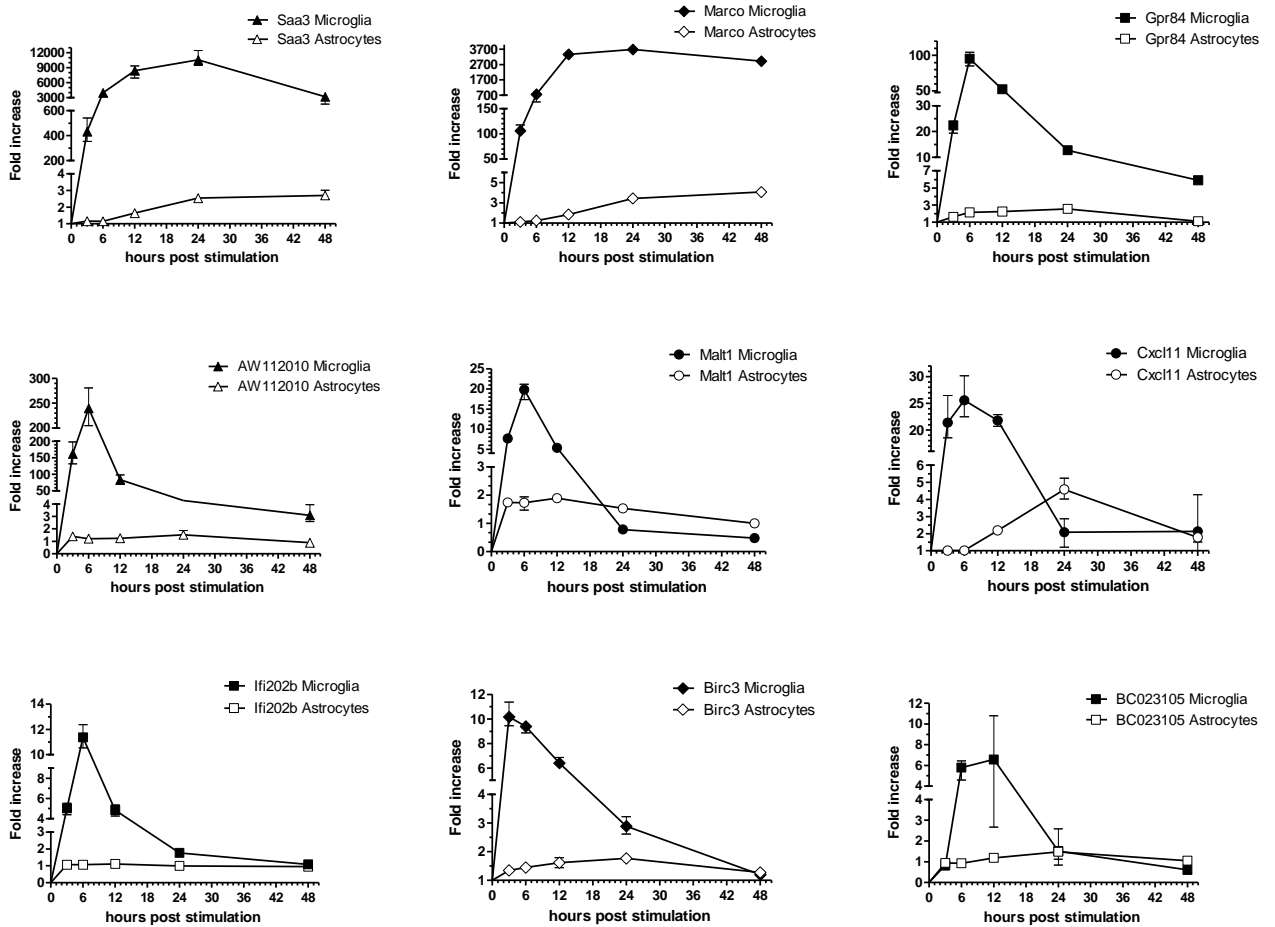 Saa3 Microglia
Saa3 Astrocytes
Fold increase
12000
9000
6000
3000
600
400
200
4
3
2
1
0 6 12 18 24 30 36 42 48
hours post stimulation
Marco Microglia
Marco Astrocytes
Fold increase
3700
2700
1700
700
150
100
50
5
3
1
0 6 12 18 24 30 36 42 48
hours post stimulation
Gpr84 Microglia
Gpr84 Astrocytes
Fold increase
100
50
30
20
10
7
5
3
1
0 6 12 18 24 30 36 42 48
hours post stimulation
AW112010 Microglia
AW112010 Astrocytes
Fold increase
300
250
200
200
150
100
50
4
3
2
1
0
0 6 12 18 24 30 36 42 48
hours post stimulation
Malt1 Microglia
Malt1 Astrocytes
Fold increase
25
20
15
10
5
3
2
1
0
0 6 12 18 24 30 36 42 48
hours post stimulation
Cxcl11 Microglia
Cxcl11 Astrocytes
Fold increase
30
25
20
6
5
4
3
2
1
0 6 12 18 24 30 36 42 48
hours post stimulation
Ifi202b Microglia
Ifi202b Astrocytes
Fold increase
14
12
10
8
6
4
3
2
1
0
0 6 12 18 24 30 36 42 48
hours post stimulation
Birc3 Microglia
Birc3 Astrocytes
Fold increase
12
10
8
6
4
3
2
1
0 6 12 18 24 30 36 42 48
hours post stimulation
BC023105 Microglia
BC023105 Astrocytes
Fold increase
12
10
8
6
4
4
3
2
1
0
0 6 12 18 24 30 36 42 48
hours post stimulation